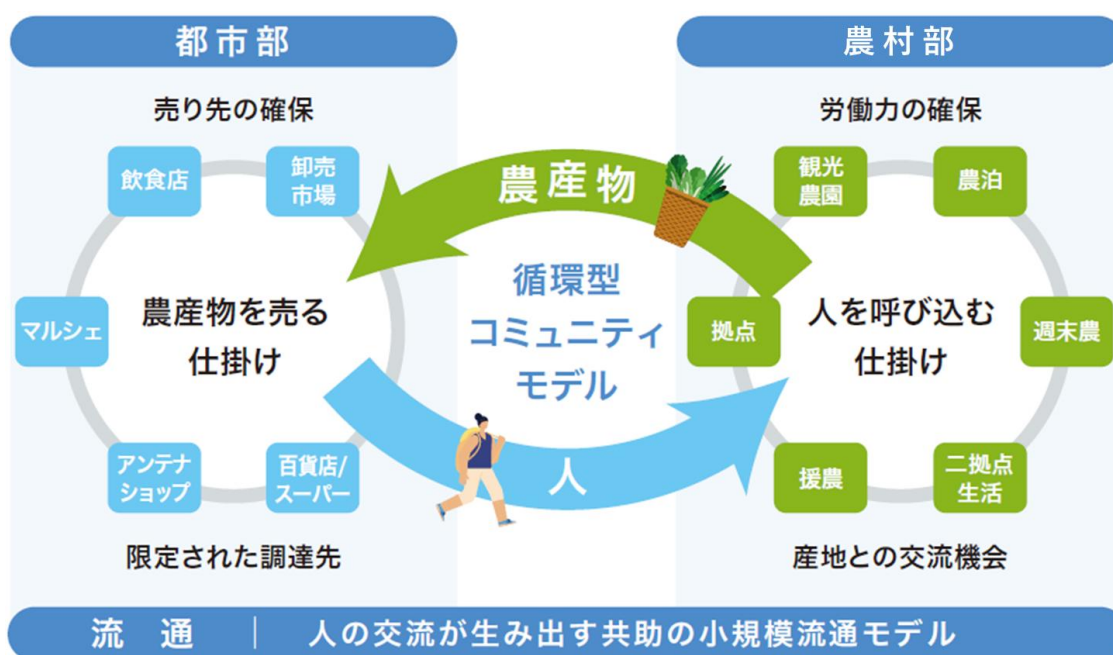 都市部
農村部
売り先の確保
飲食店
卸売
市場
マルシェ
農産物を売る
仕掛け
アンテナ
ショップ
百貨店/
スーパー
限定された調達先
農産物
循環型
コミュニティ
モデル
人
労働力の確保
観光
農園
農泊
拠点
人を呼び込む
仕掛け
週末農
援農
二拠点
生活
産地との交流機会
流 通 | 人の交流が生み出す共助の小規模流通モデル